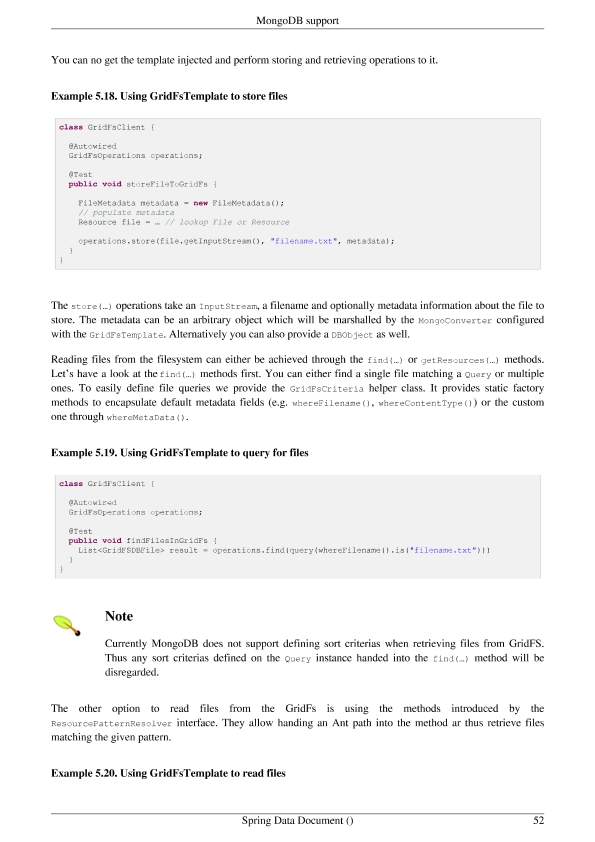 MongoDB support
You can no get the template injected and perform storing and retrieving operations to it.
Example 5.18. Using GridFsTemplate to store files
class GridFsClient {
@Autowired
GridFsOperations operations;
@Test
public void storeFileToGridFs {
FileMetadata metadata = new FileMetadata();
// populate metadata
Resource file = … // lookup File or Resource
operations.store(file.getInputStream(), "filename.txt", metadata);
}
}
The store(…) operations take an InputStream, a filename and optionally metadata information about the file to
store. The metadata can be an arbitrary object which will be marshalled by the MongoConverter configured
with the GridFsTemplate. Alternatively you can also provide a DBObject as well.
Reading files from the filesystem can either be achieved through the find(…) or getResources(…) methods.
Let's have a look at the find(…) methods first. You can either find a single file matching a Query or multiple
ones. To easily define file queries we provide the GridFsCriteria helper class. It provides static factory
methods to encapsulate default metadata fields (e.g. whereFilename(), whereContentType()) or the custom
one through whereMetaData().
Example 5.19. Using GridFsTemplate to query for files
class GridFsClient {
@Autowired
GridFsOperations operations;
@Test
public void findFilesInGridFs {
List<GridFSDBFile> result = operations.find(query(whereFilename().is("filename.txt")))
}
}
Note
Currently MongoDB does not support defining sort criterias when retrieving files from GridFS.
Thus any sort criterias defined on the Query instance handed into the find(…) method will be
disregarded.
The other option to read files from the GridFs is using the methods introduced by the
ResourcePatternResolver interface. They allow handing an Ant path into the method ar thus retrieve files
matching the given pattern.
Example 5.20. Using GridFsTemplate to read files
Spring Data Document ()
52